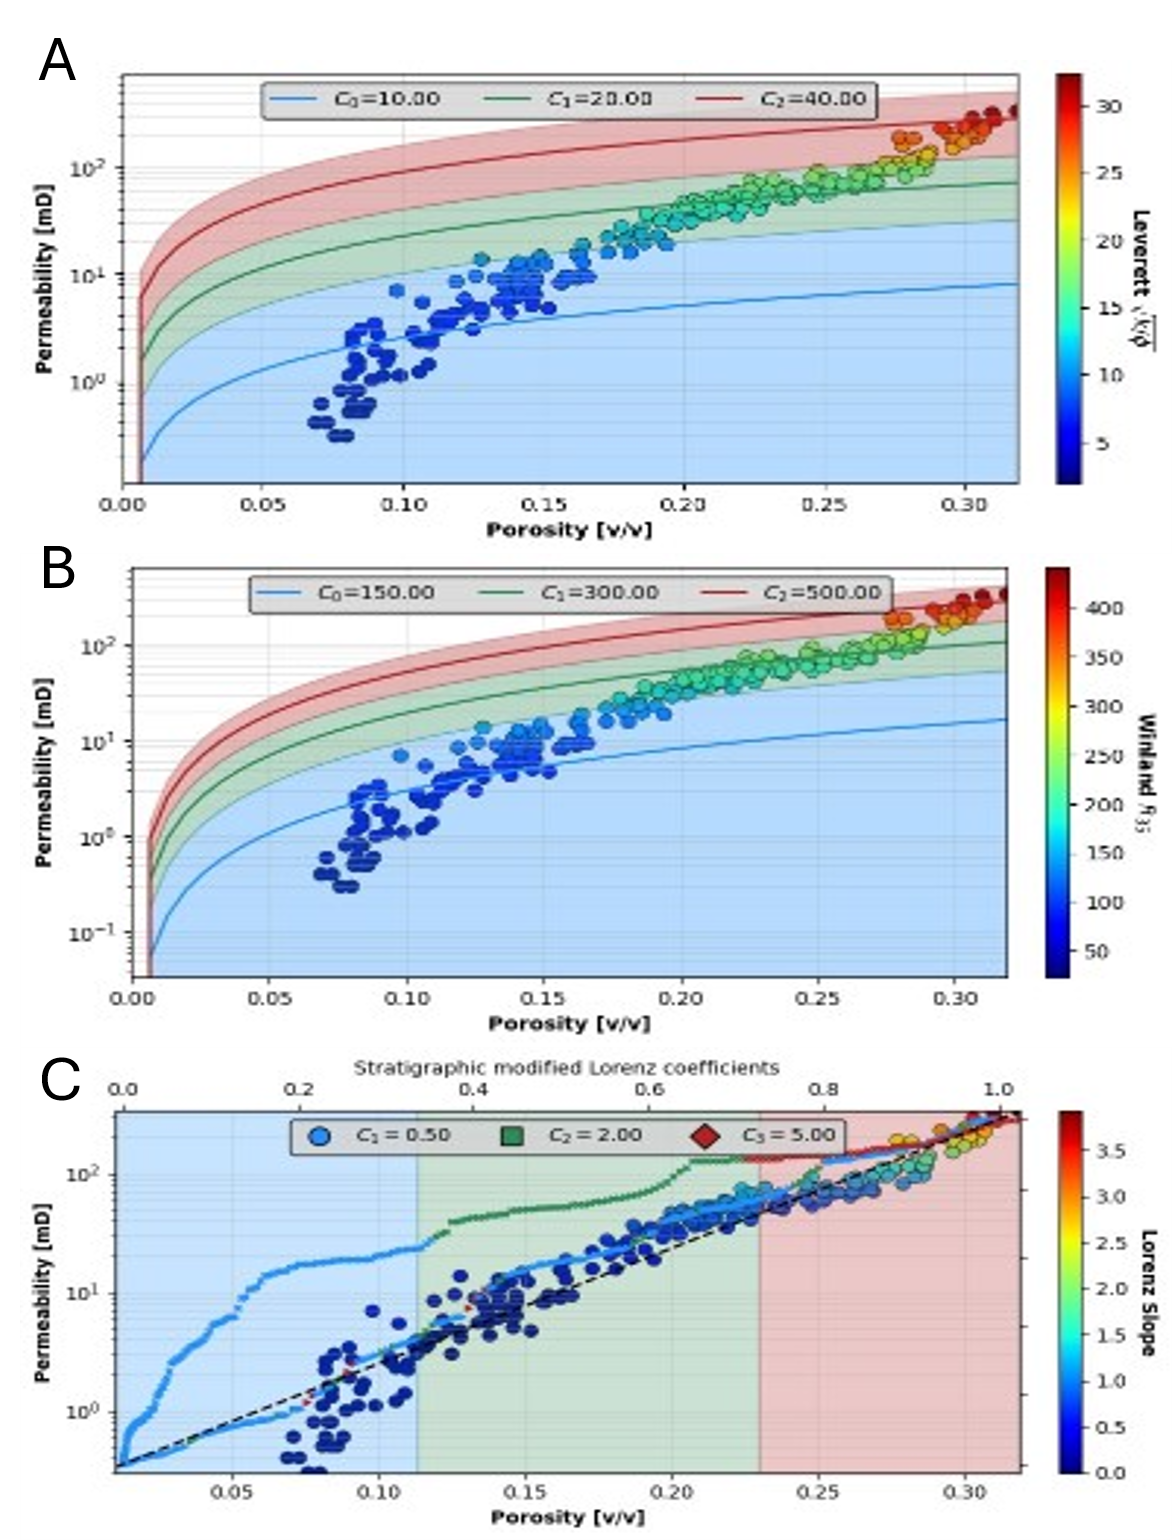 A
C₀=10.00 C₁=20.00 C₂=40.00
Permeability [mD]
10²
10¹
10⁰
0.00 0.05 0.10 0.15 0.20 0.25 0.30
Porosity [v/v]
30
25
20
15
10
5
Leverett √k/ϕ
B
C₀=150.00 C₁=300.00 C₂=500.00
Permeability [mD]
10²
10¹
10⁰
10⁻¹
0.00 0.05 0.10 0.15 0.20 0.25 0.30
Porosity [v/v]
400
350
300
250
200
150
100
50
Winland R₃₅
C
Stratigraphic modified Lorenz coefficients
0.0 0.2 0.4 0.6 0.8 1.0
C₁ = 0.50 C₂ = 2.00 C₃ = 5.00
Permeability [mD]
10²
10¹
10⁰
0.05 0.10 0.15 0.20 0.25 0.30
Porosity [v/v]
3.5
3.0
2.5
2.0
1.5
1.0
0.5
0.0
Lorenz Slope